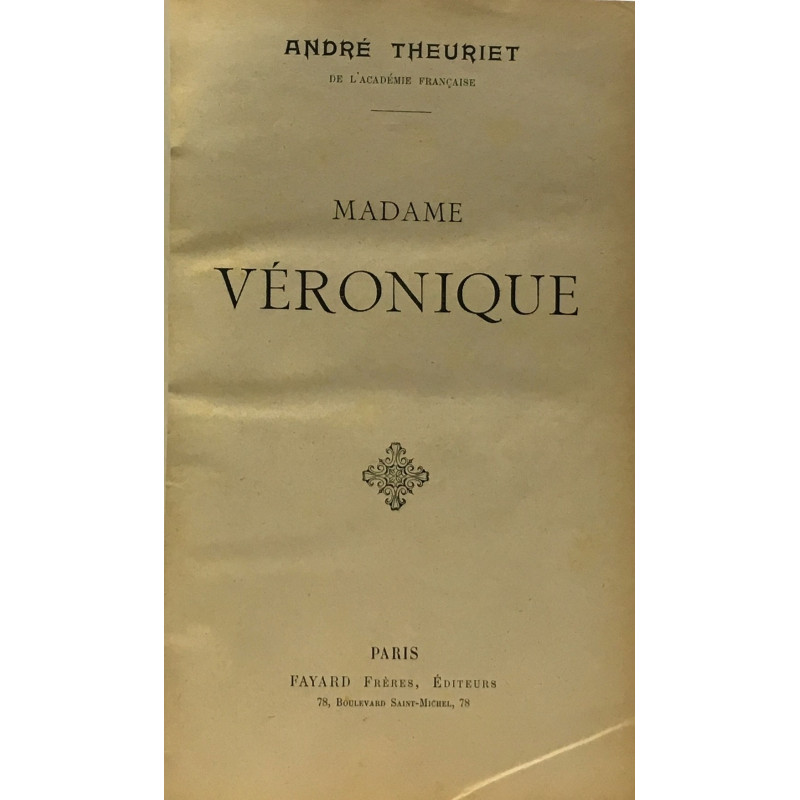 ANDRÉ THEURIET
DE L'ACADÉMIE FRANÇAISE
MADAME
VÉRONIQUE
PARIS
FAYARD FRÈRES, ÉDITEURS
78, BOULEVARD SAINT-MICHEL, 78